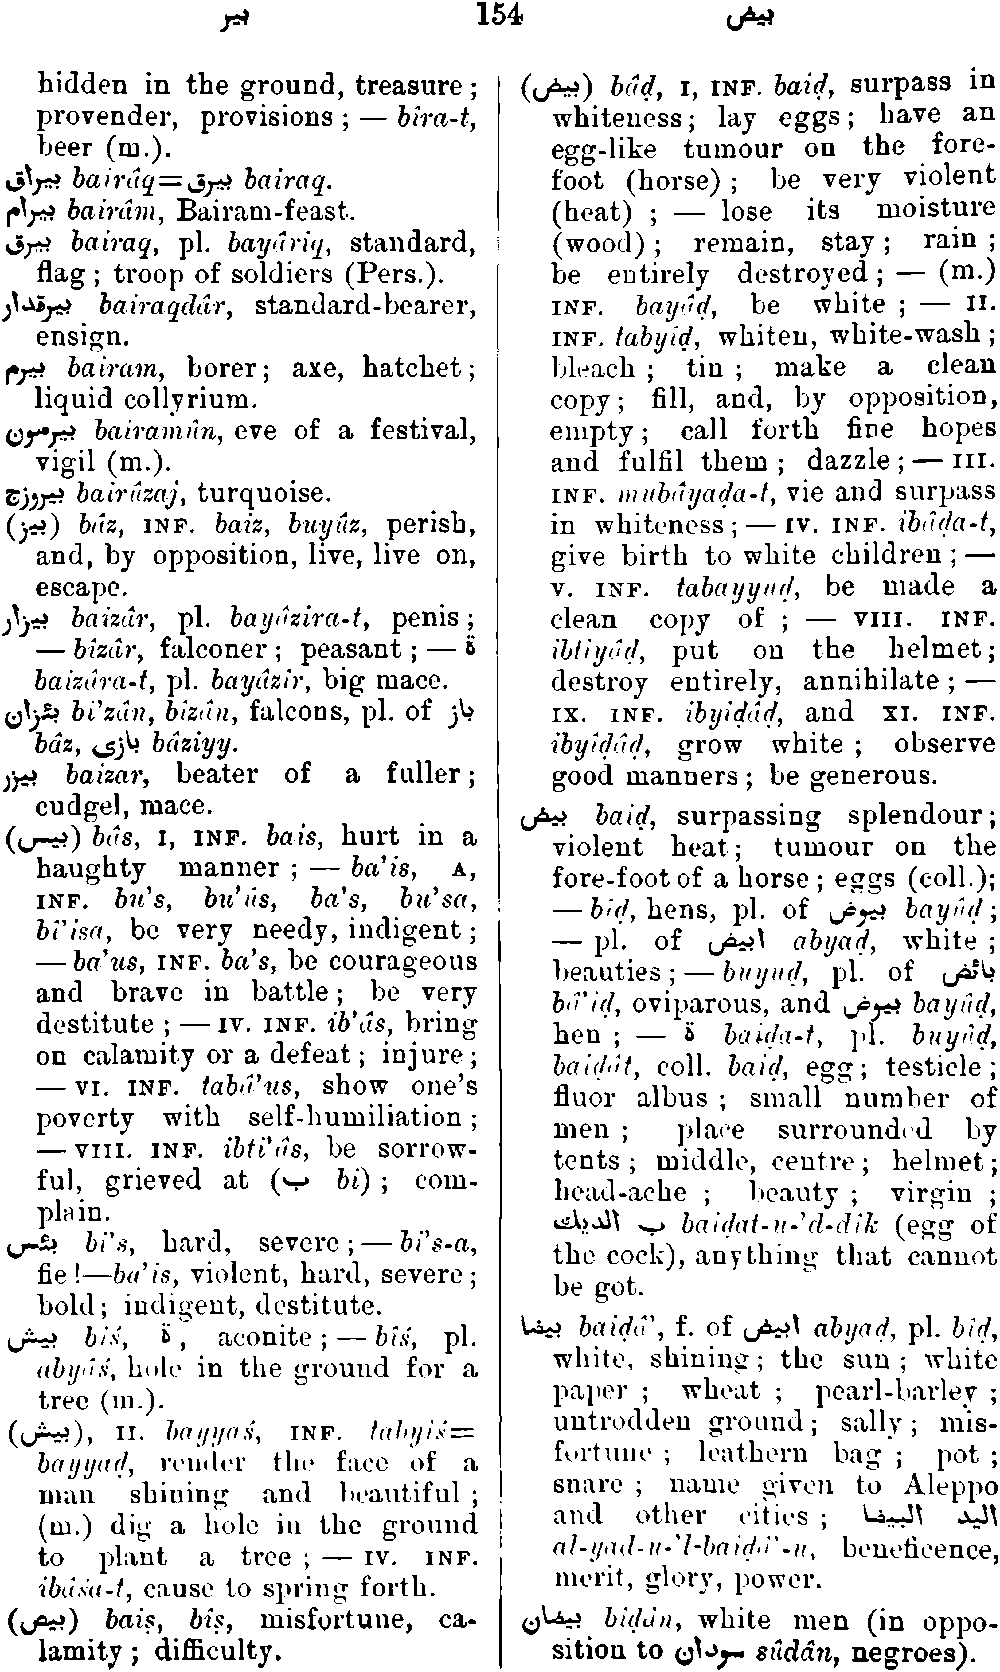 بير 154 بيض
hidden in the ground, treasure;
provender, provisions; — bîra-t,
beer (m.).
بيراق bairâq=بيرق bairaq.
بيرام bairâm, Bairam-feast.
بيرق bairaq, pl. bayâriq, standard,
flag; troop of soldiers (Pers.).
بيرقدار bairaqdâr, standard-bearer,
ensign.
بيرم bairam, borer; axe, hatchet;
liquid collyrium.
بيرمون bairamûn, eve of a festival,
vigil (m.).
بيروزج bairûzaj, turquoise.
(بيز) bâz, INF. baiz, buyûz, perish,
and, by opposition, live, live on,
escape.
بيزار baizâr, pl. bayâzira-t, penis;
— bîzâr, falconer; peasant; — ة
baizâra-t, pl. bayâzir, big mace.
بئزان bi'zân, bîzân, falcons, pl. of باز
bâz, بازى bâziyy.
بيزر baizar, beater of a fuller;
cudgel, mace.
(بيس) bâs, I, INF. bais, hurt in a
haughty manner; — ba'is, A,
INF. bu's, bu'ûs, ba's, bu'sa,
bî'isa, be very needy, indigent;
— ba'us, INF. ba's, be courageous
and brave in battle; be very
destitute; — IV. INF. ib'âs, bring
on calamity or a defeat; injure;
— VI. INF. tabâ'us, show one's
poverty with self-humiliation;
— VIII. INF. ibti'âs, be sorrow-
ful, grieved at (ب bi); com-
plain.
بئس bi's, hard, severe; — bi's-a,
fie!—ba'is, violent, hard, severe;
bold; indigent, destitute.
بيش biś, ة, aconite; — bîś, pl.
abyâś, hole in the ground for a
tree (m.).
(بيش), II. bayyaś, INF. tabyîś=
bayyaḍ, render the face of a
man shining and beautiful;
(m.) dig a hole in the ground
to plant a tree; — IV. INF.
ibâśa-t, cause to spring forth.
(بيص) baiṣ, bîṣ, misfortune, ca-
lamity; difficulty.
(بيض) bâḍ, I, INF. baiḍ, surpass in
whiteness; lay eggs; have an
egg-like tumour on the fore-
foot (horse); be very violent
(heat); — lose its moisture
(wood); remain, stay; rain;
be entirely destroyed; — (m.)
INF. bayâḍ, be white; — II.
INF. tabyîḍ, whiten, white-wash;
bleach; tin; make a clean
copy; fill, and, by opposition,
empty; call forth fine hopes
and fulfil them; dazzle; — III.
INF. mubâyaḍa-t, vie and surpass
in whiteness; — IV. INF. ibâḍa-t,
give birth to white children; —
V. INF. tabayyuḍ, be made a
clean copy of; — VIII. INF.
ibtiyâḍ, put on the helmet;
destroy entirely, annihilate; —
IX. INF. ibyiḍâḍ, and XI. INF.
ibyîḍâḍ, grow white; observe
good manners; be generous.
بيض baiḍ, surpassing splendour;
violent heat; tumour on the
fore-foot of a horse; eggs (coll.);
— bîḍ, hens, pl. of بيوض bayûḍ;
— pl. of ابيض abyaḍ, white;
beauties; — buyuḍ, pl. of بائض
bâ'iḍ, oviparous, and بيوض bayûḍ,
hen; — ة baiḍa-t, pl. buyûḍ,
baiḍât, coll. baiḍ, egg; testicle;
fluor albus; small number of
men; place surrounded by
tents; middle, centre; helmet;
head-ache; beauty; virgin;
ب الديك baiḍat-u-'d-dîk (egg of
the cock), anything that cannot
be got.
بيضا baiḍâ', f. of ابيض abyaḍ, pl. bîḍ,
white, shining; the sun; white
paper; wheat; pearl-barley;
untrodden ground; sally; mis-
fortune; leathern bag; pot;
snare; name given to Aleppo
and other cities; اليد البيضا
al-yad-u-'l-baiḍâ'-u, beneficence,
merit, glory, power.
بيضان bîḍân, white men (in oppo-
sition to سودان sûdân, negroes).